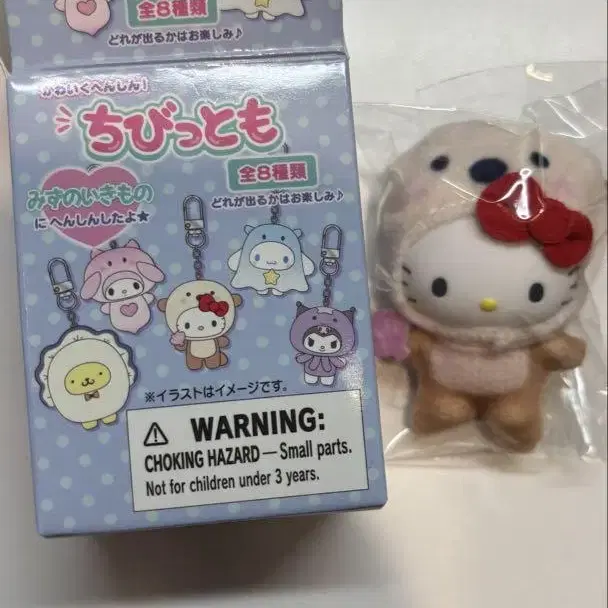 全8種類
どれが出るかはお楽しみ♪
かわいくへんしん！
ちびっとも
全8種類
どれが出るかはお楽しみ♪
みずのいきもの
に へんしんしたよ★
※イラストはイメージです。
⚠ WARNING:
CHOKING HAZARD — Small parts.
Not for children under 3 years.